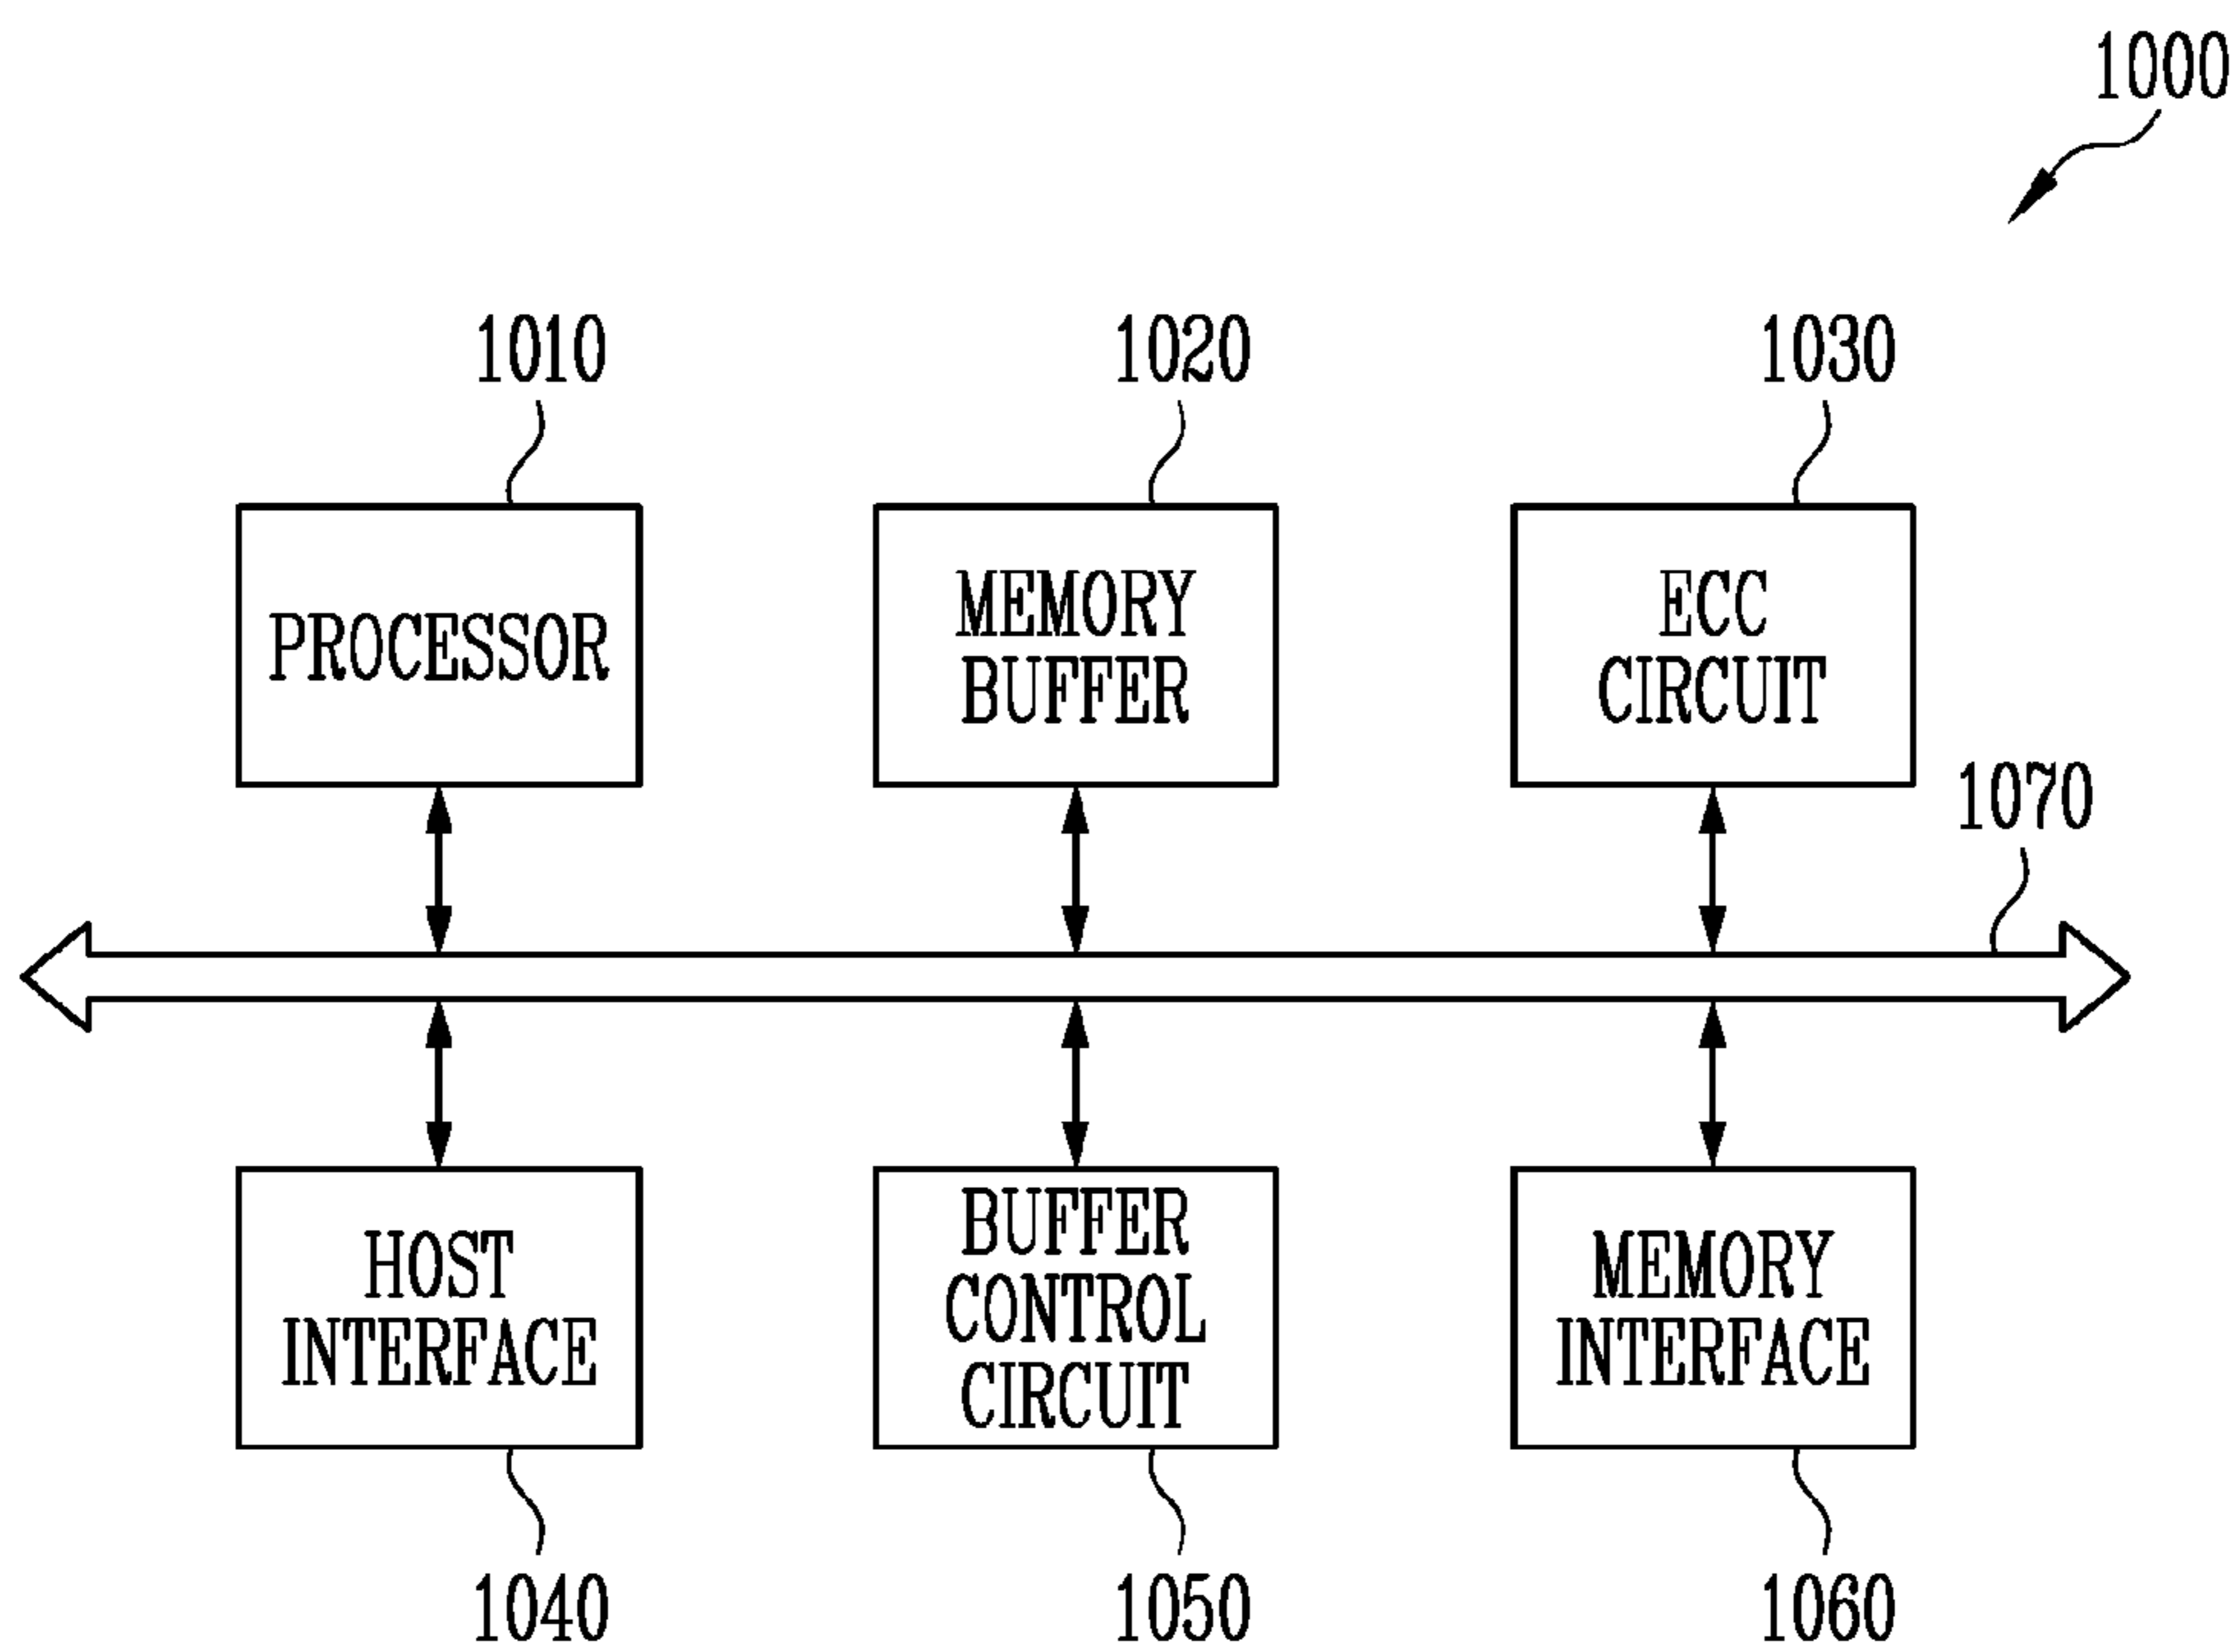 1000
1010
1020
1030
PROCESSOR
MEMORY
BUFFER
ECC
CIRCUIT
1070
HOST
INTERFACE
BUFFER
CONTROL
CIRCUIT
MEMORY
INTERFACE
1040
1050
1060